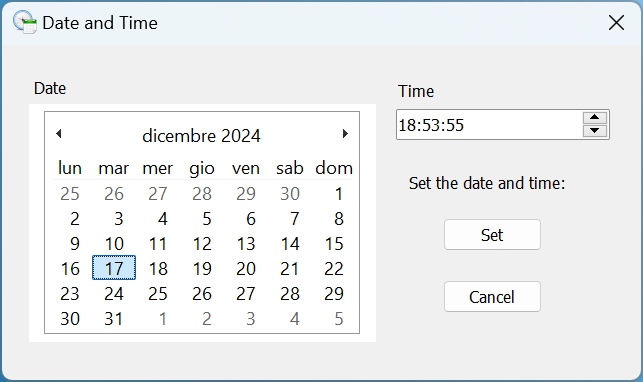 Date and Time
Date
dicembre 2024
lun mar mer gio ven sab dom
25 26 27 28 29 30 1
2 3 4 5 6 7 8
9 10 11 12 13 14 15
16 17 18 19 20 21 22
23 24 25 26 27 28 29
30 31 1 2 3 4 5
Time
18:53:55
Set the date and time:
Set
Cancel